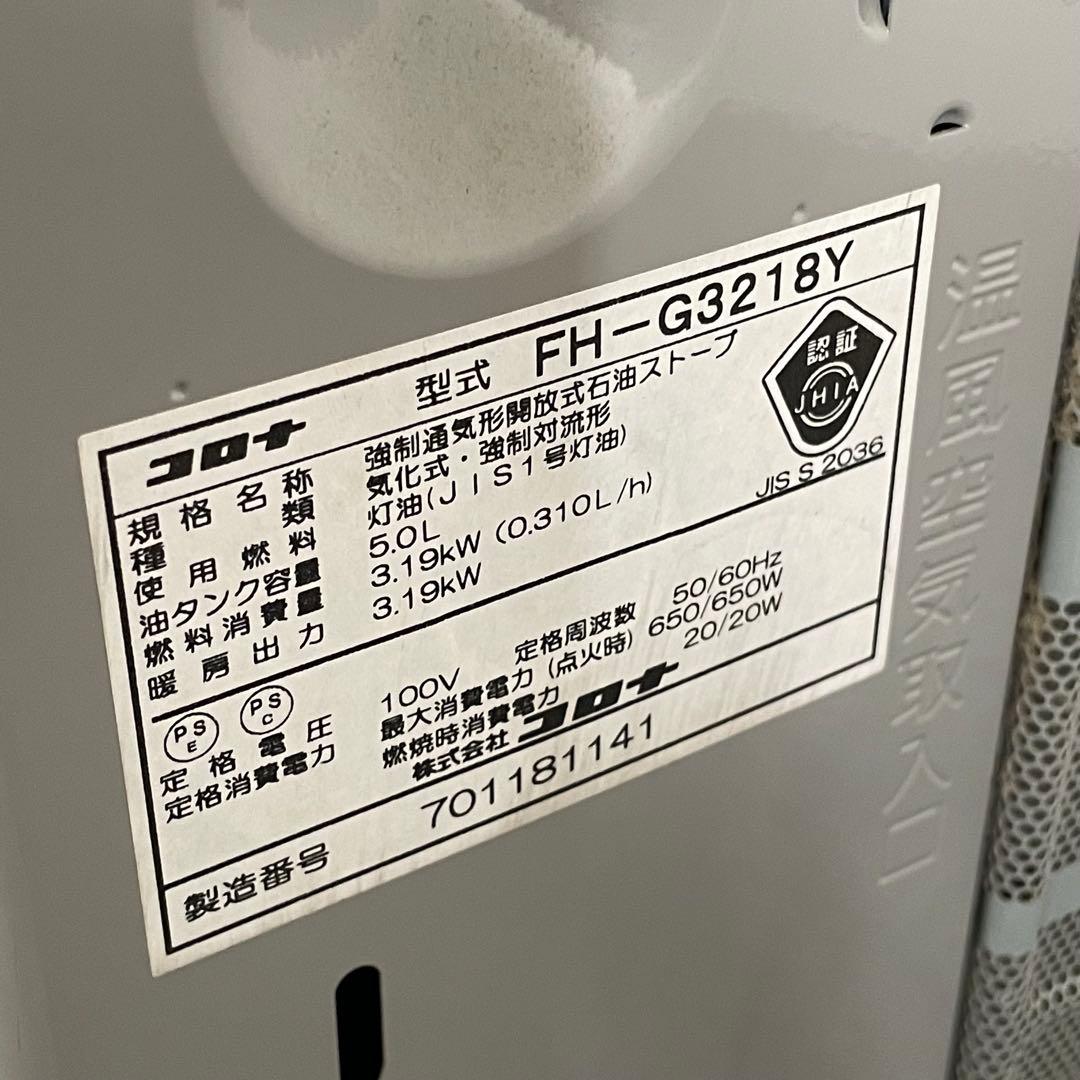 コロナ 型式 FH-G3218Y
規格名称 強制通気形開放式石油ストーブ
種類 気化式・強制対流形
使用燃料 灯油(JIS1号灯油)
油タンク容量 5.0L
燃料消費量 3.19kW (0.310L/h)
暖房出力 3.19kW
認証
JHIA
JIS S 2036
PS E
PS C
定格電圧 100V 定格周波数 50/60Hz
定格消費電力 最大消費電力(点火時) 650/650W
燃焼時消費電力 20/20W
株式会社 コロナ
製造番号 701181141
温風空気取入口